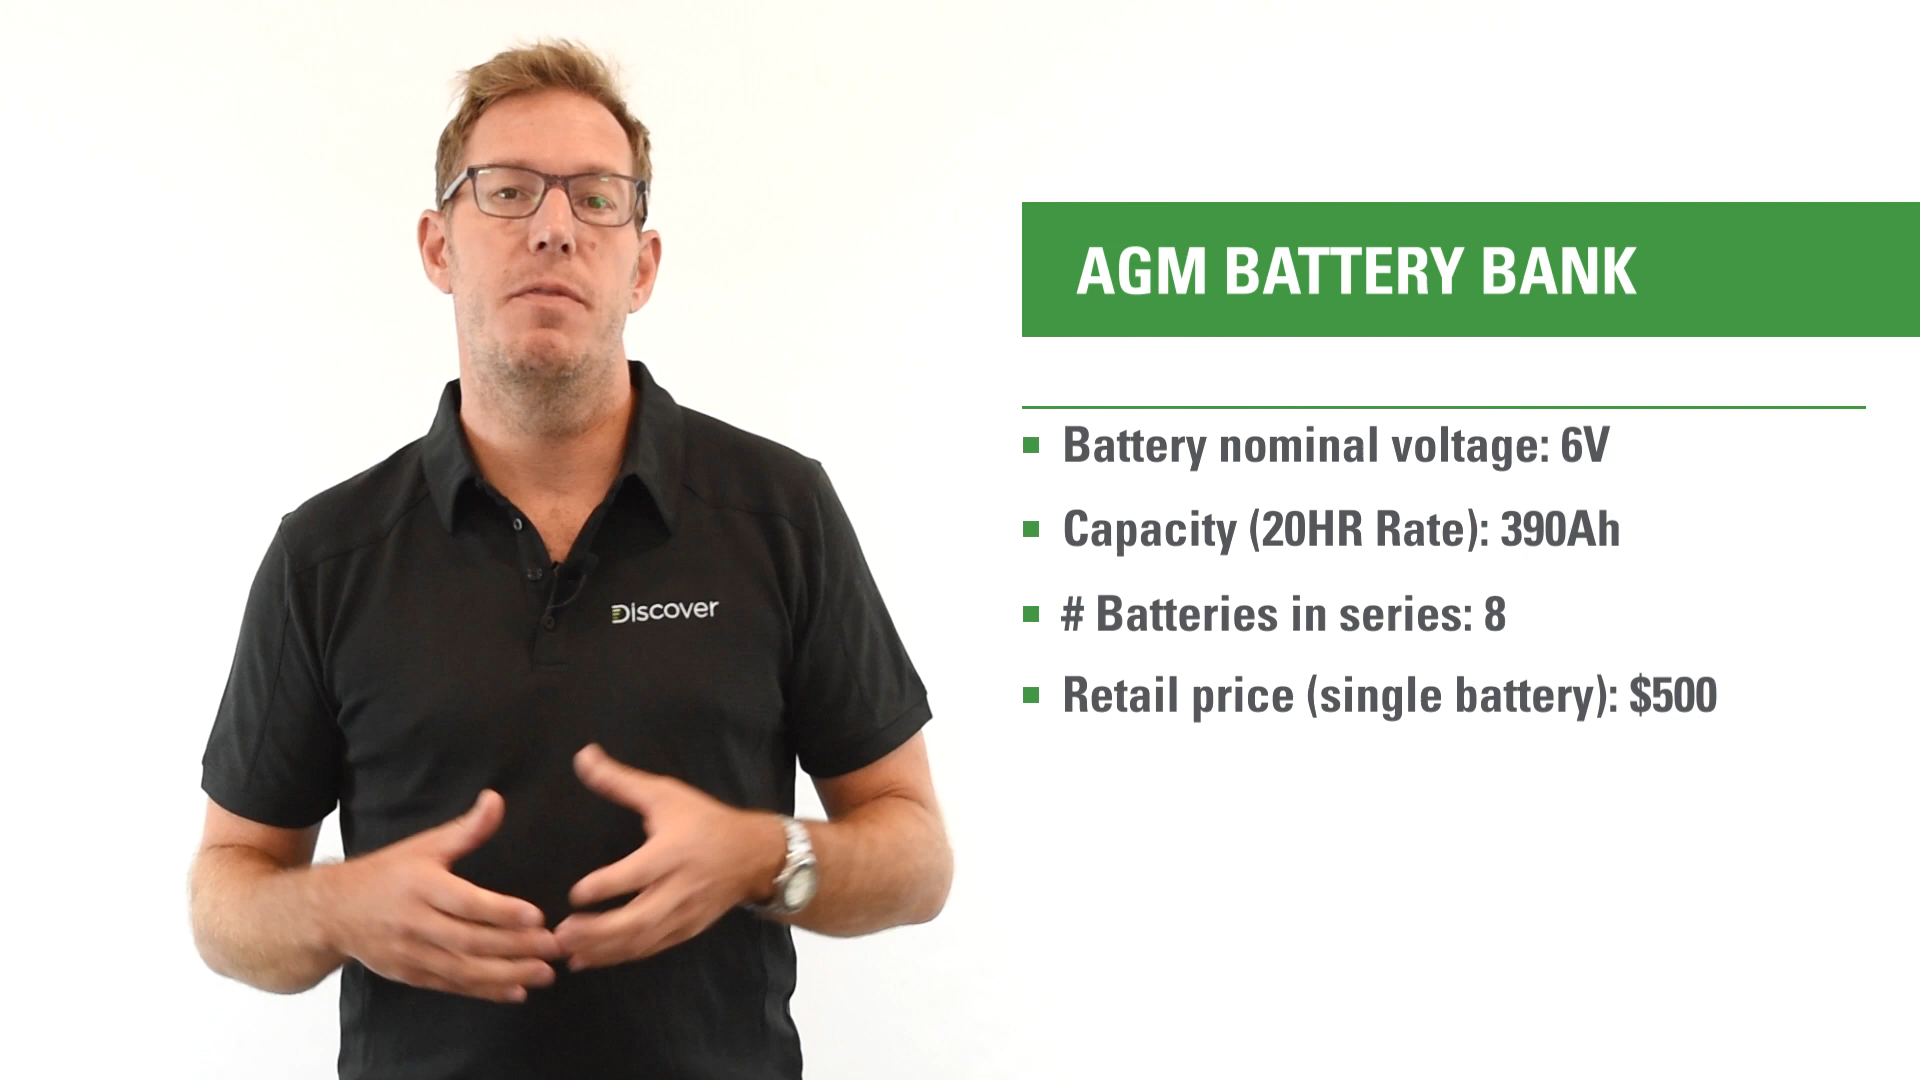 Discover
AGM BATTERY BANK
Battery nominal voltage: 6V
Capacity (20HR Rate): 390Ah
# Batteries in series: 8
Retail price (single battery): $500